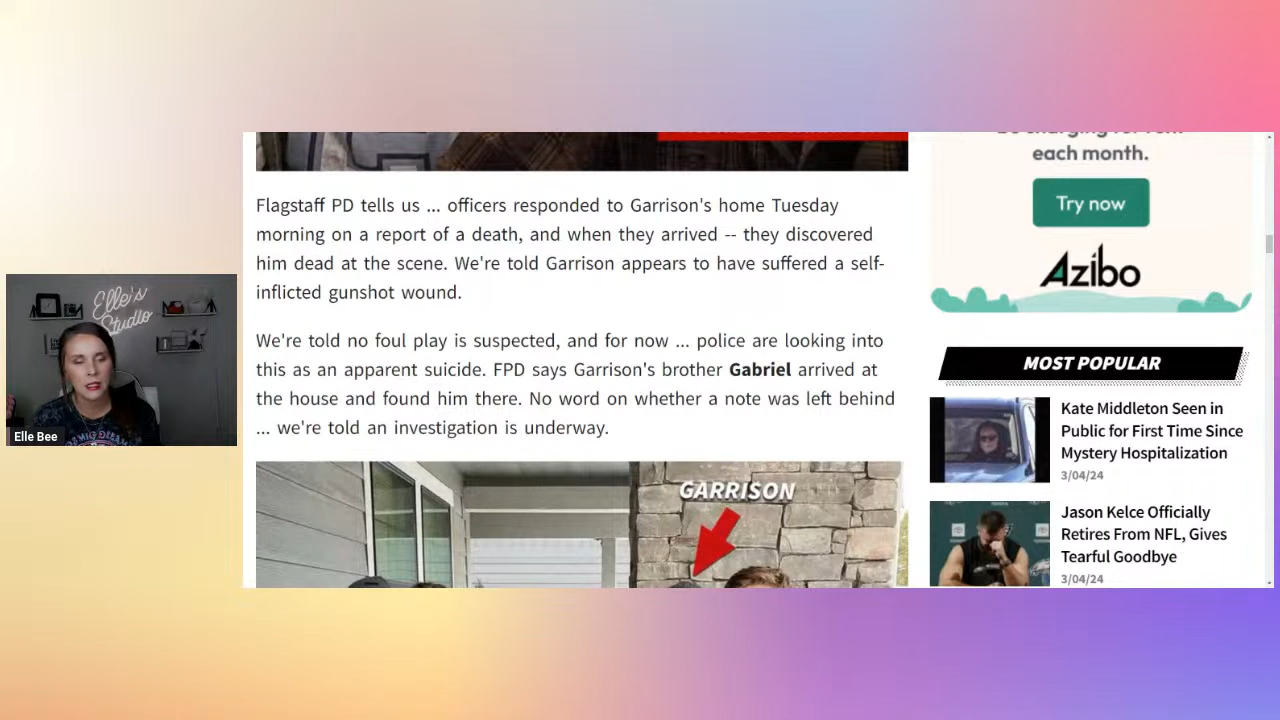 each month.
Try now
Azibo
Flagstaff PD tells us ... officers responded to Garrison's home Tuesday
morning on a report of a death, and when they arrived -- they discovered
him dead at the scene. We're told Garrison appears to have suffered a self-
inflicted gunshot wound.
We're told no foul play is suspected, and for now ... police are looking into
this as an apparent suicide. FPD says Garrison's brother Gabriel arrived at
the house and found him there. No word on whether a note was left behind
... we're told an investigation is underway.
GARRISON
MOST POPULAR
Kate Middleton Seen in
Public for First Time Since
Mystery Hospitalization
3/04/24
Jason Kelce Officially
Retires From NFL, Gives
Tearful Goodbye
3/04/24
Elle's
Studio
Elle Bee